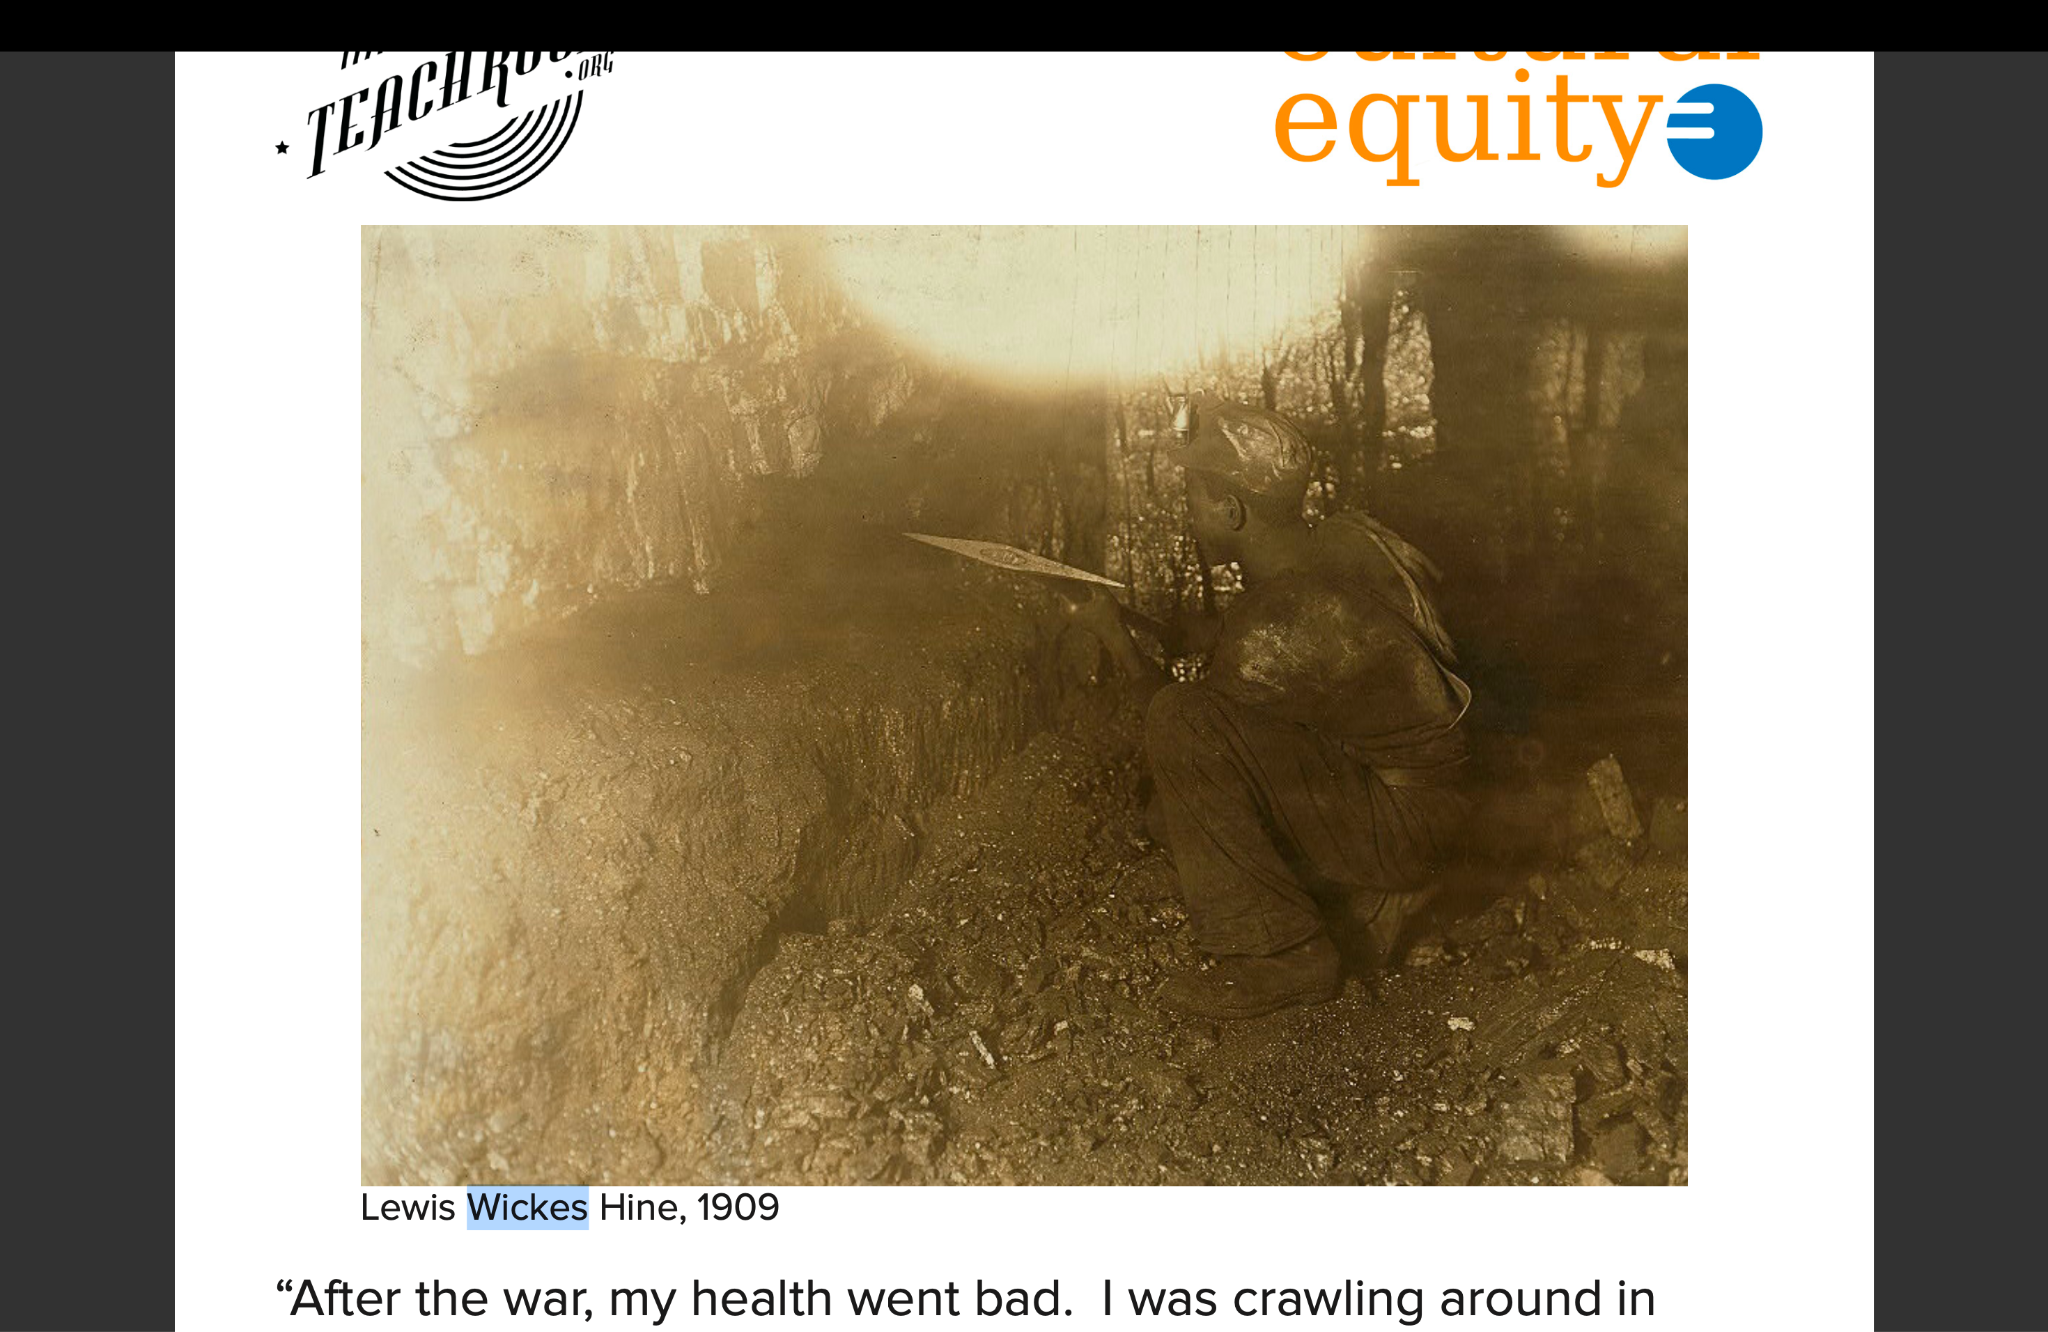 TEACHROCK
.ORG
equity
Lewis Wickes Hine, 1909
“After the war, my health went bad.  I was crawling around in